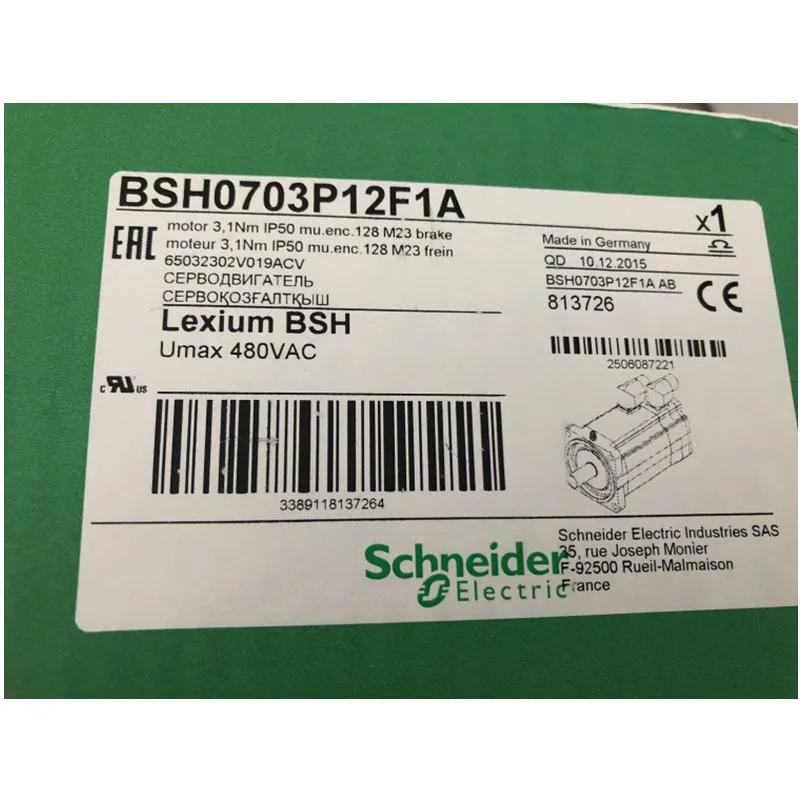 BSH0703P12F1A
x1
EAC
motor 3,1Nm IP50 mu.enc.128 M23 brake
moteur 3,1Nm IP50 mu.enc.128 M23 frein
65032302V019ACV
СЕРВОДВИГАТЕЛЬ
СЕРВОҚОЗҒАЛТҚЫШ
Made in Germany
QD 10.12.2015
BSH0703P12F1A AB
813726
CE
Lexium BSH
Umax 480VAC
c RU US
2506087221
3389118137264
Schneider
Electric
Schneider Electric Industries SAS
35, rue Joseph Monier
F-92500 Rueil-Malmaison
France